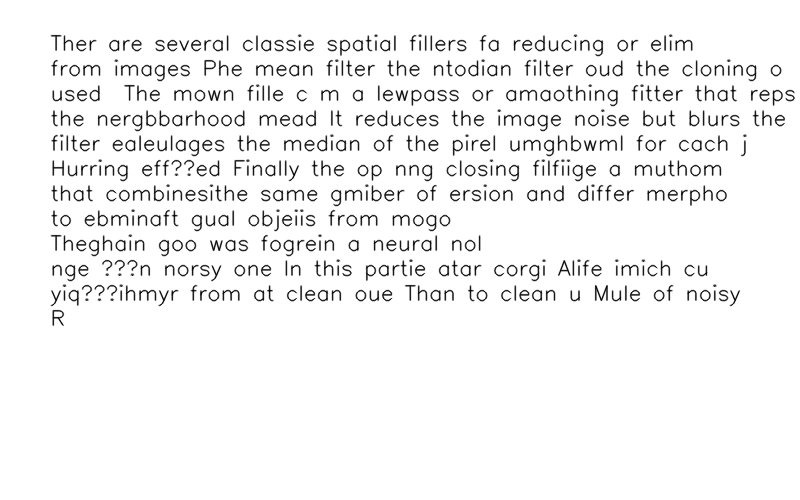 Ther are several classie spatial fillers fa reducing or elim
from images Phe mean filter the ntodian filter oud the cloning o
used The mown fille c m a lewpass or amaothing fitter that reps
the nergbbarhood mead It reduces the image noise but blurs the
filter ealeulages the median of the pirel umghbwml for cach j
Hurring eff??ed Finally the op nng closing filfiige a muthom
that combinesithe same gmiber of ersion and differ merpho
to ebminaft gual objeiis from mogo
Theghain goo was fogrein a neural nol
nge ???n norsy one In this partie atar corgi Alife imich cu
yiq???ihmyr from at clean oue Than to clean u Mule of noisy
R